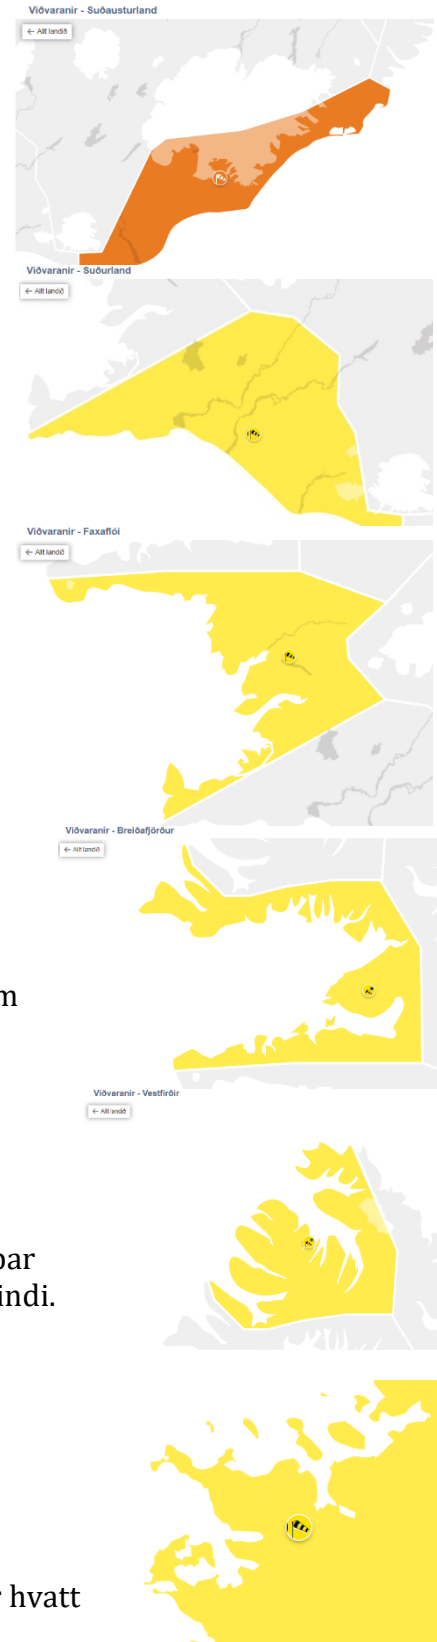 Viðvaranir - Suðausturland
← Allt landið
Viðvaranir - Suðurland
← Allt landið
Viðvaranir - Faxaflói
← Allt landið
Viðvaranir - Breiðafjörður
← Allt landið
m
Viðvaranir - Vestfirðir
← Allt landið
par
indi.
r hvatt